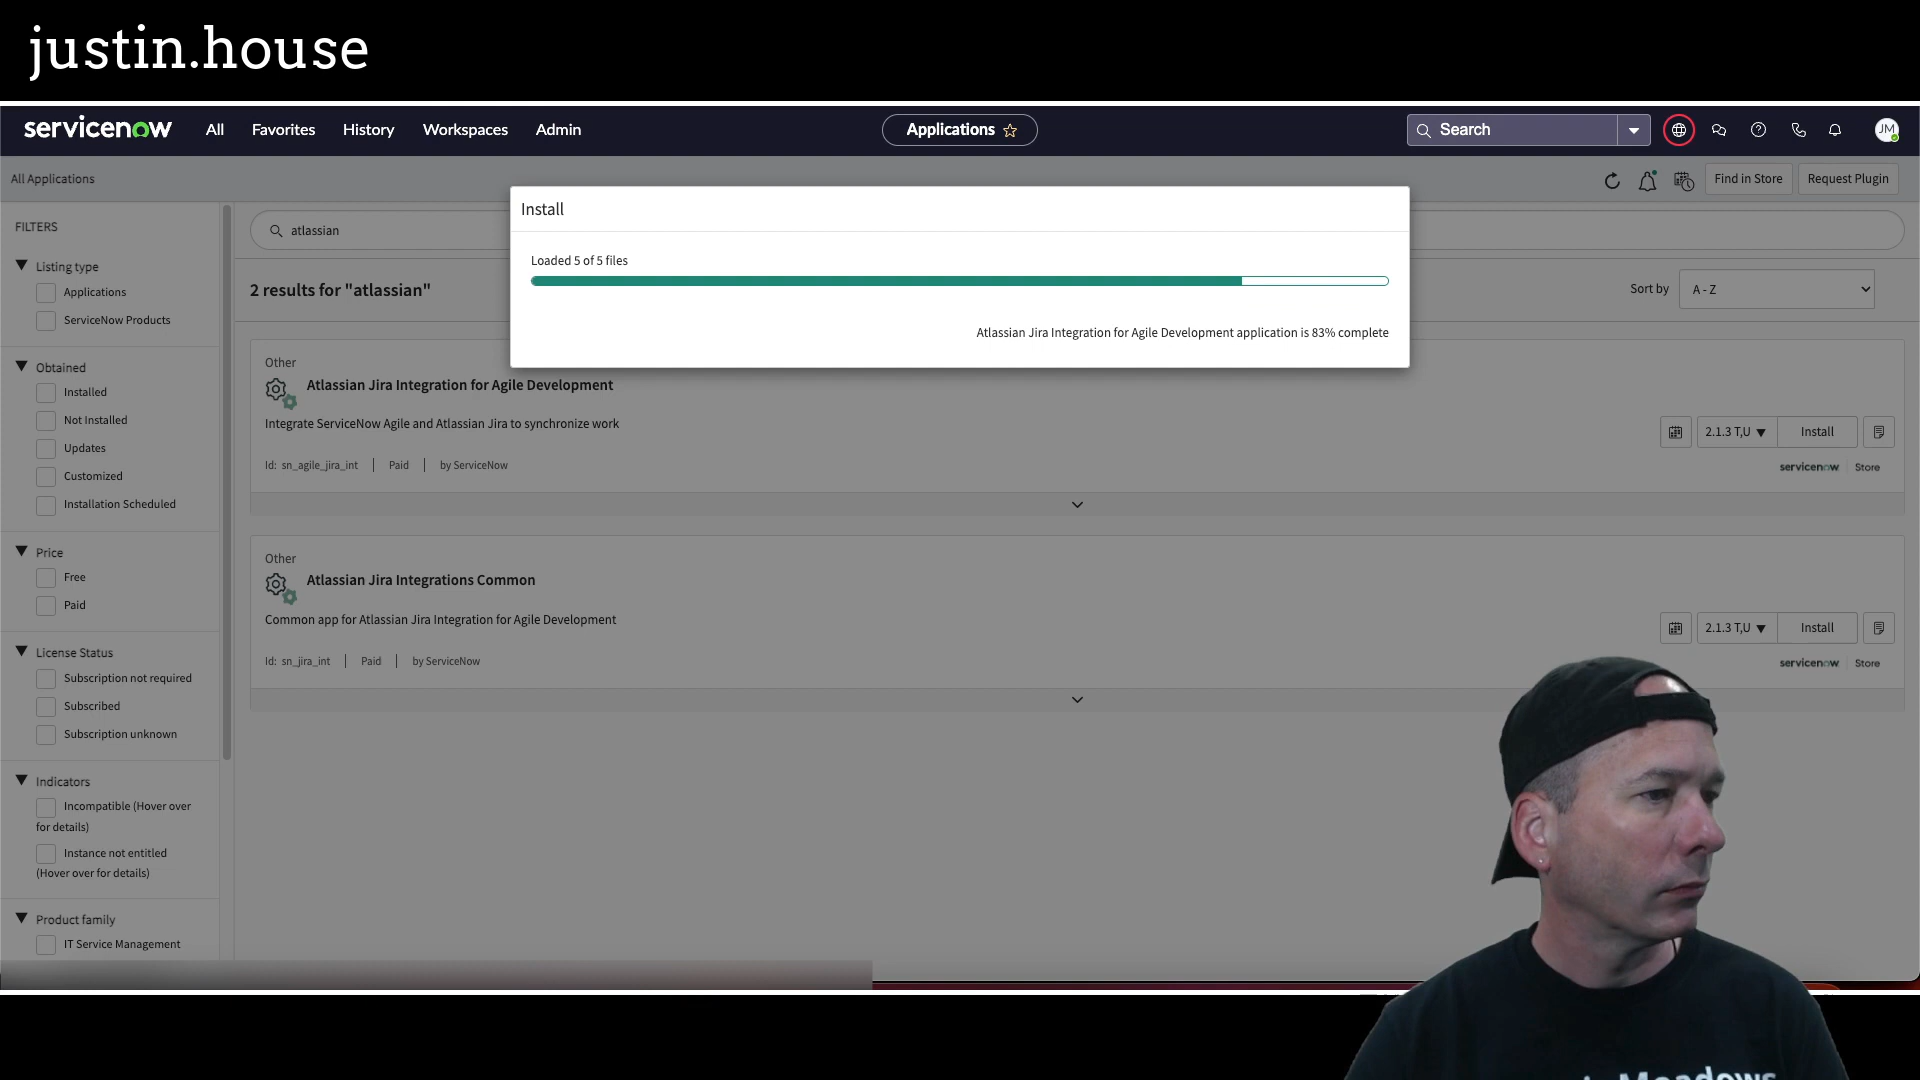 justin.house
servicenow
All Favorites History Workspaces Admin
Applications
Search
JM
All Applications
Find in Store
Request Plugin
Install
Loaded 5 of 5 files
Atlassian Jira Integration for Agile Development application is 83% complete
FILTERS
Listing type
Applications
ServiceNow Products
Obtained
Installed
Not Installed
Updates
Customized
Installation Scheduled
Price
Free
Paid
License Status
Subscription not required
Subscribed
Subscription unknown
Indicators
Incompatible (Hover over
for details)
Instance not entitled
(Hover over for details)
Product family
IT Service Management
atlassian
2 results for "atlassian"
Sort by
A - Z
Other
Atlassian Jira Integration for Agile Development
Integrate ServiceNow Agile and Atlassian Jira to synchronize work
Id: sn_agile_jira_int
Paid
by ServiceNow
2.1.3 T,U
Install
servicenow Store
Other
Atlassian Jira Integrations Common
Common app for Atlassian Jira Integration for Agile Development
Id: sn_jira_int
Paid
by ServiceNow
2.1.3 T,U
Install
servicenow Store
Meadows